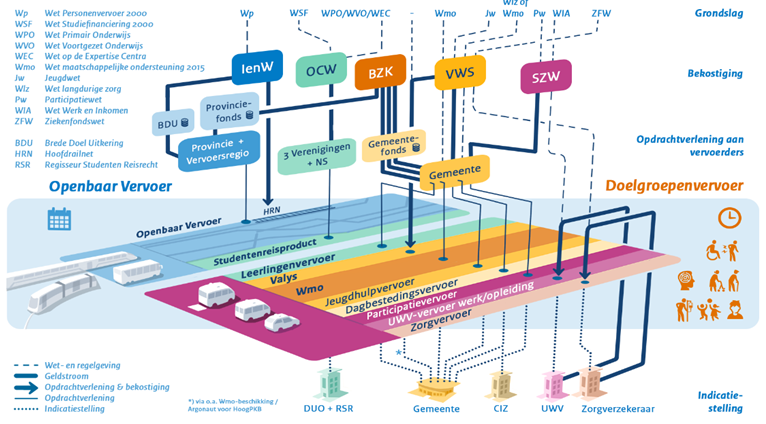 Wp Wet Personenvervoer 2000
WSF Wet Studiefinanciering 2000
WPO Wet Primair Onderwijs
WVO Wet Voortgezet Onderwijs
WEC Wet op de Expertise Centra
Wmo Wet maatschappelijke ondersteuning 2015
Jw Jeugdwet
Wlz Wet langdurige zorg
Pw Participatiewet
WIA Wet Werk en Inkomen
ZFW Ziekenfondswet
BDU Brede Doel Uitkering
HRN Hoofdrailnet
RSR Regisseur Studenten Reisrecht
Wp
WSF
WPO/WVO/WEC
-
Wmo
Jw
Wlz of
Wmo
Pw
WIA
ZFW
Grondslag
IenW
OCW
BZK
VWS
SZW
Bekostiging
BDU
Provincie-
fonds
Provincie +
Vervoersregio
3 Verenigingen
+ NS
Gemeente-
fonds
Gemeente
Opdrachtverlening aan
vervoerders
Openbaar Vervoer
Doelgroepenvervoer
HRN
Openbaar Vervoer
Studentenreisproduct
Leerlingenvervoer
Valys
Wmo
Jeugdhulpvervoer
Dagbestedingsvervoer
Participatievervoer
UWV-vervoer werk/opleiding
Zorgvervoer
*
Wet- en regelgeving
Geldstroom
Opdrachtverlening & bekostiging
Opdrachtverlening
Indicatiestelling
*) via o.a. Wmo-beschikking /
Argonaut voor HoogPKB
DUO + RSR
Gemeente
CIZ
UWV
Zorgverzekeraar
Indicatie-
stelling